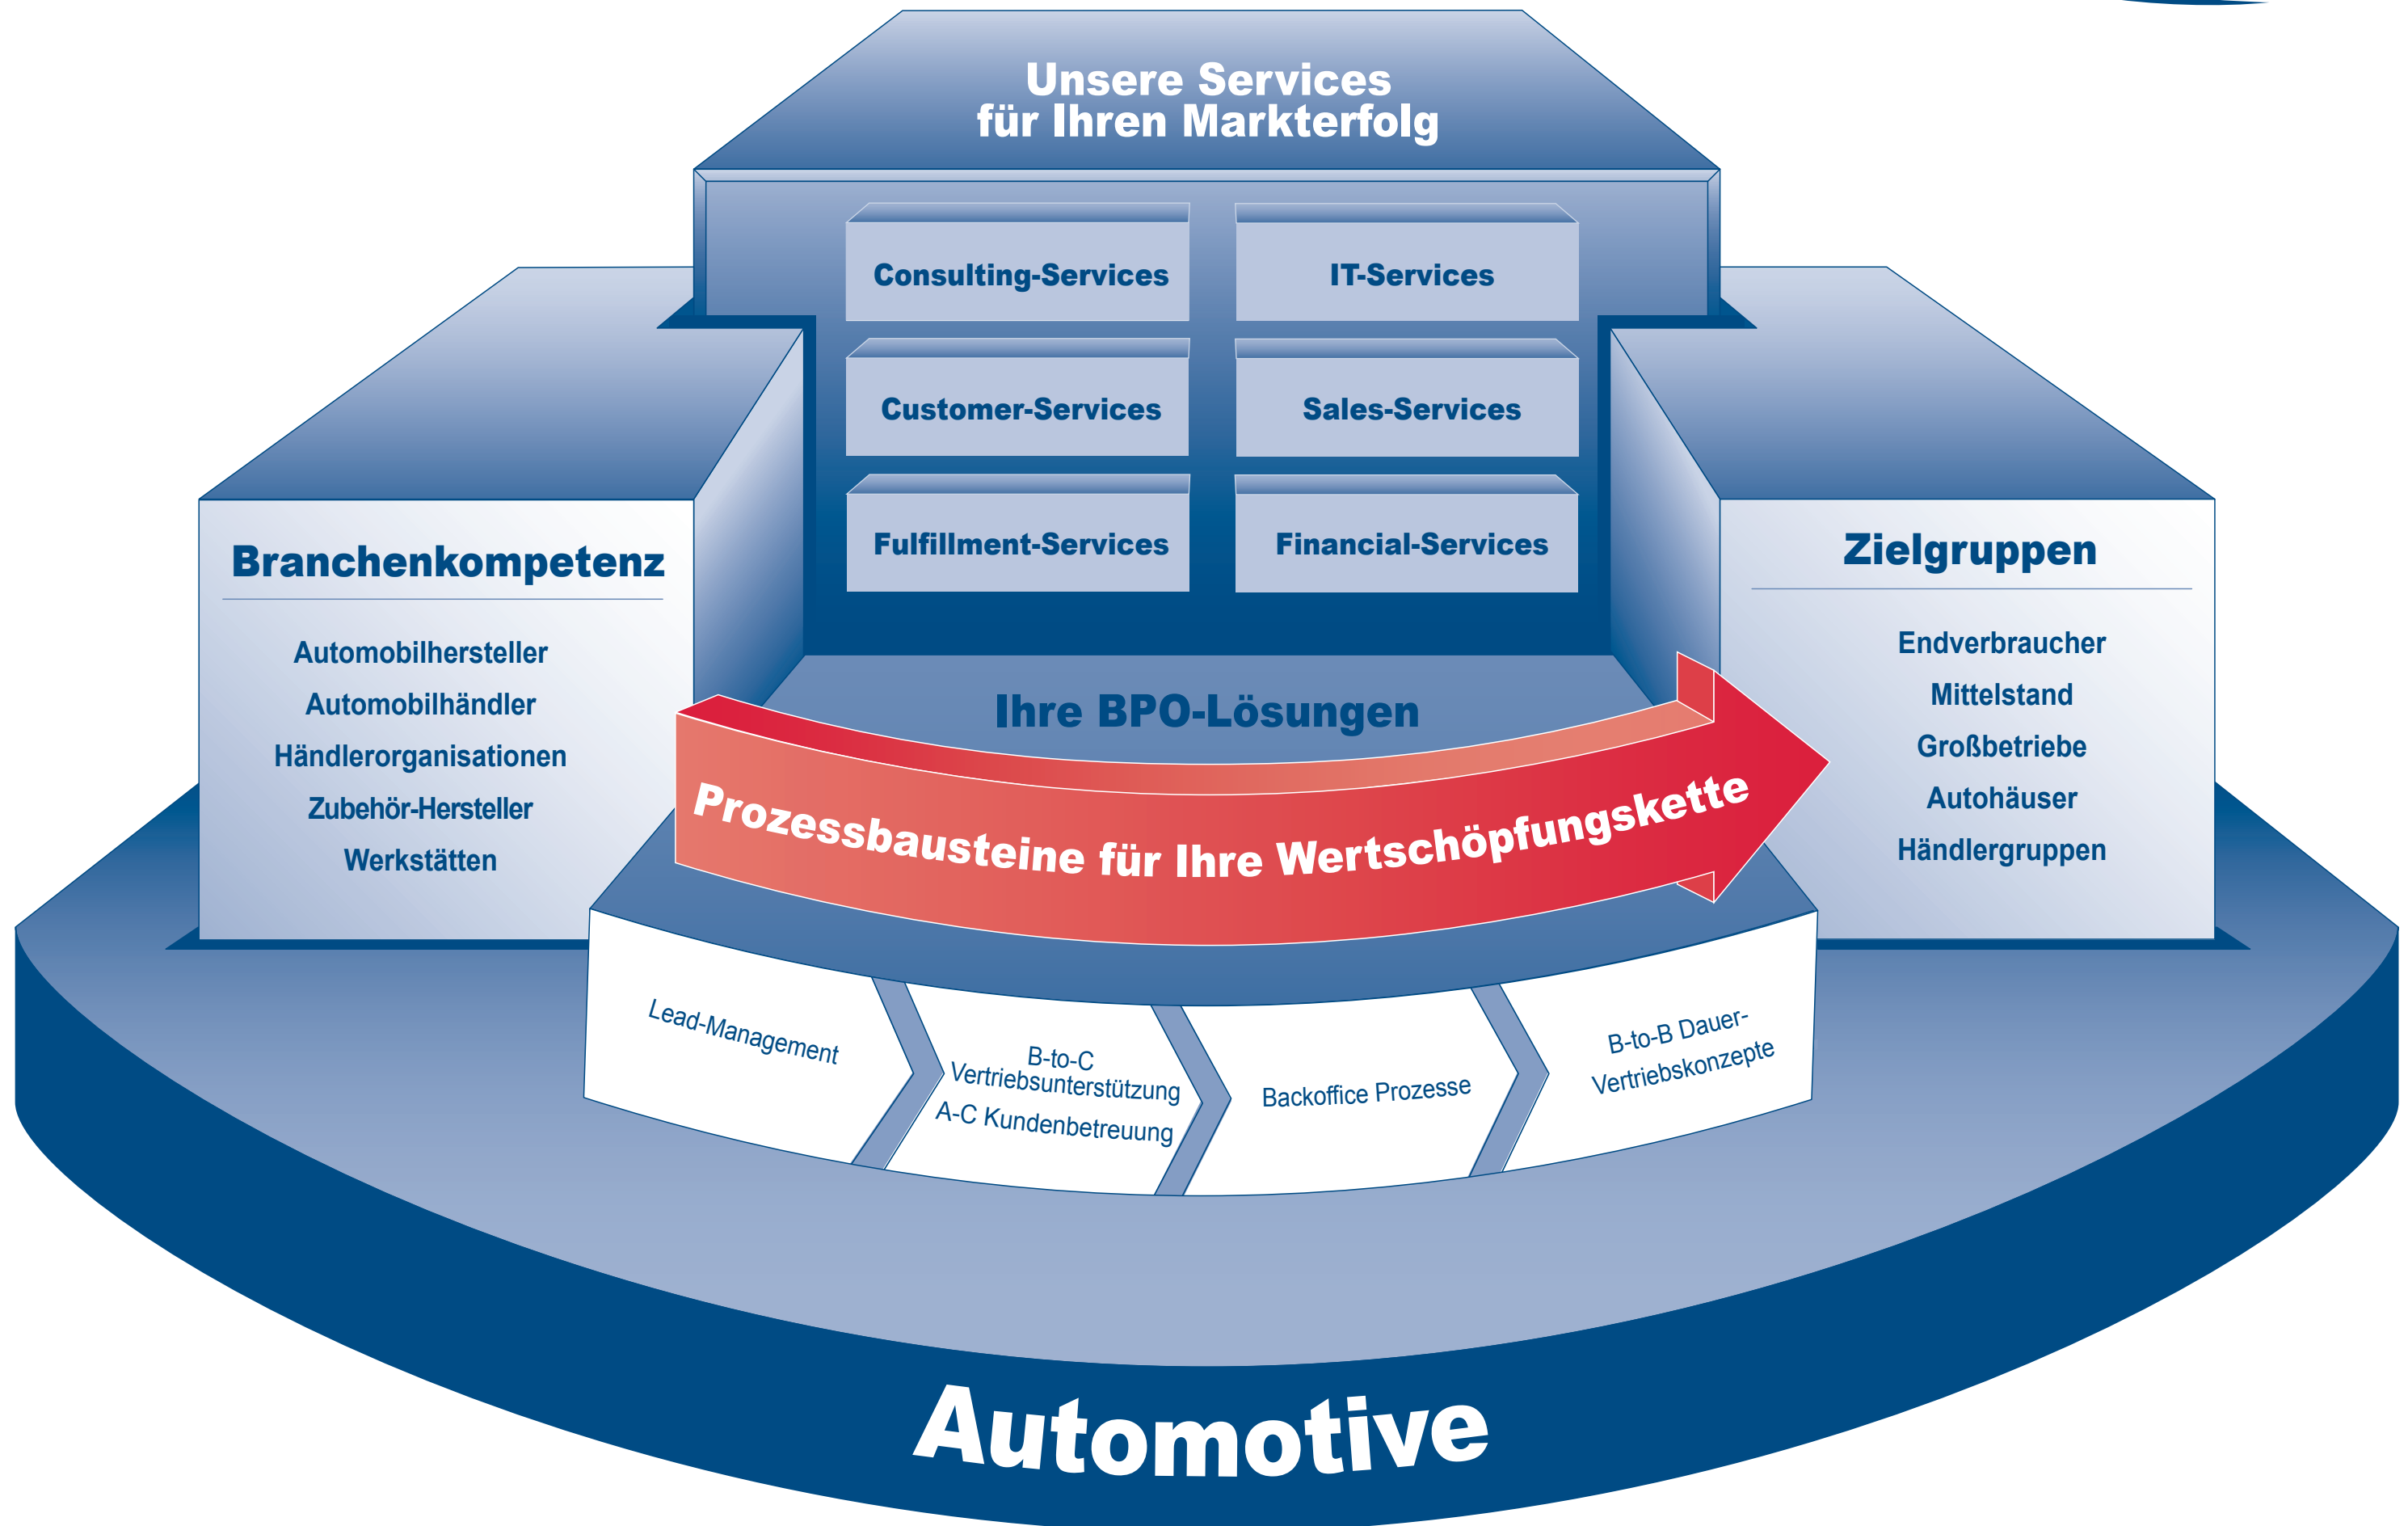 Unsere Services
für Ihren Markterfolg
Consulting-Services
IT-Services
Customer-Services
Sales-Services
Fulfillment-Services
Financial-Services
Branchenkompetenz
Automobilhersteller
Automobilhändler
Händlerorganisationen
Zubehör-Hersteller
Werkstätten
Zielgruppen
Endverbraucher
Mittelstand
Großbetriebe
Autohäuser
Händlergruppen
Ihre BPO-Lösungen
Prozessbausteine für Ihre Wertschöpfungskette
Lead-Management
B-to-C
Vertriebsunterstützung
A-C Kundenbetreuung
Backoffice Prozesse
B-to-B Dauer-
Vertriebskonzepte
Automotive